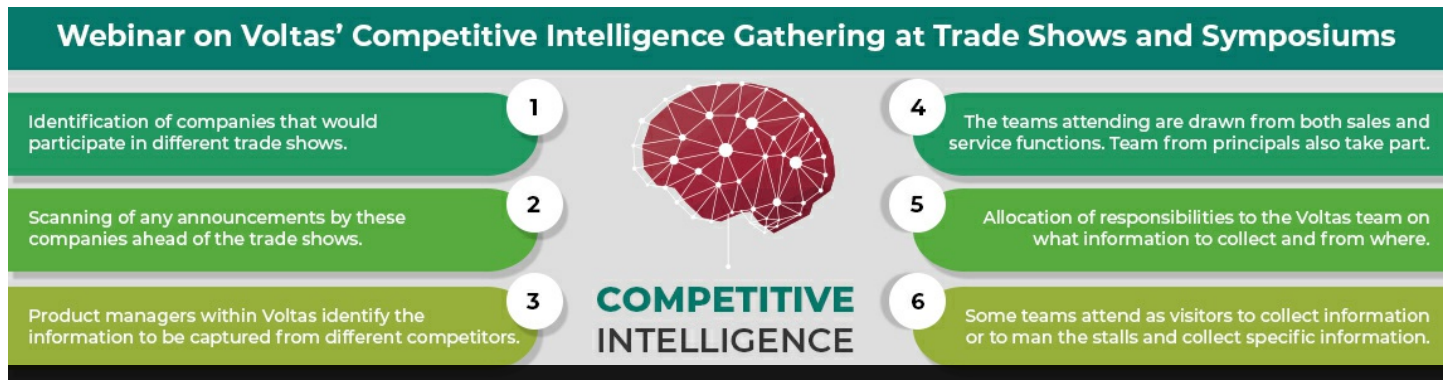 Webinar on Voltas’ Competitive Intelligence Gathering at Trade Shows and Symposiums
1
Identification of companies that would
participate in different trade shows.
2
Scanning of any announcements by these
companies ahead of the trade shows.
3
Product managers within Voltas identify the
information to be captured from different competitors.
COMPETITIVE
INTELLIGENCE
4
The teams attending are drawn from both sales and
service functions. Team from principals also take part.
5
Allocation of responsibilities to the Voltas team on
what information to collect and from where.
6
Some teams attend as visitors to collect information
or to man the stalls and collect specific information.